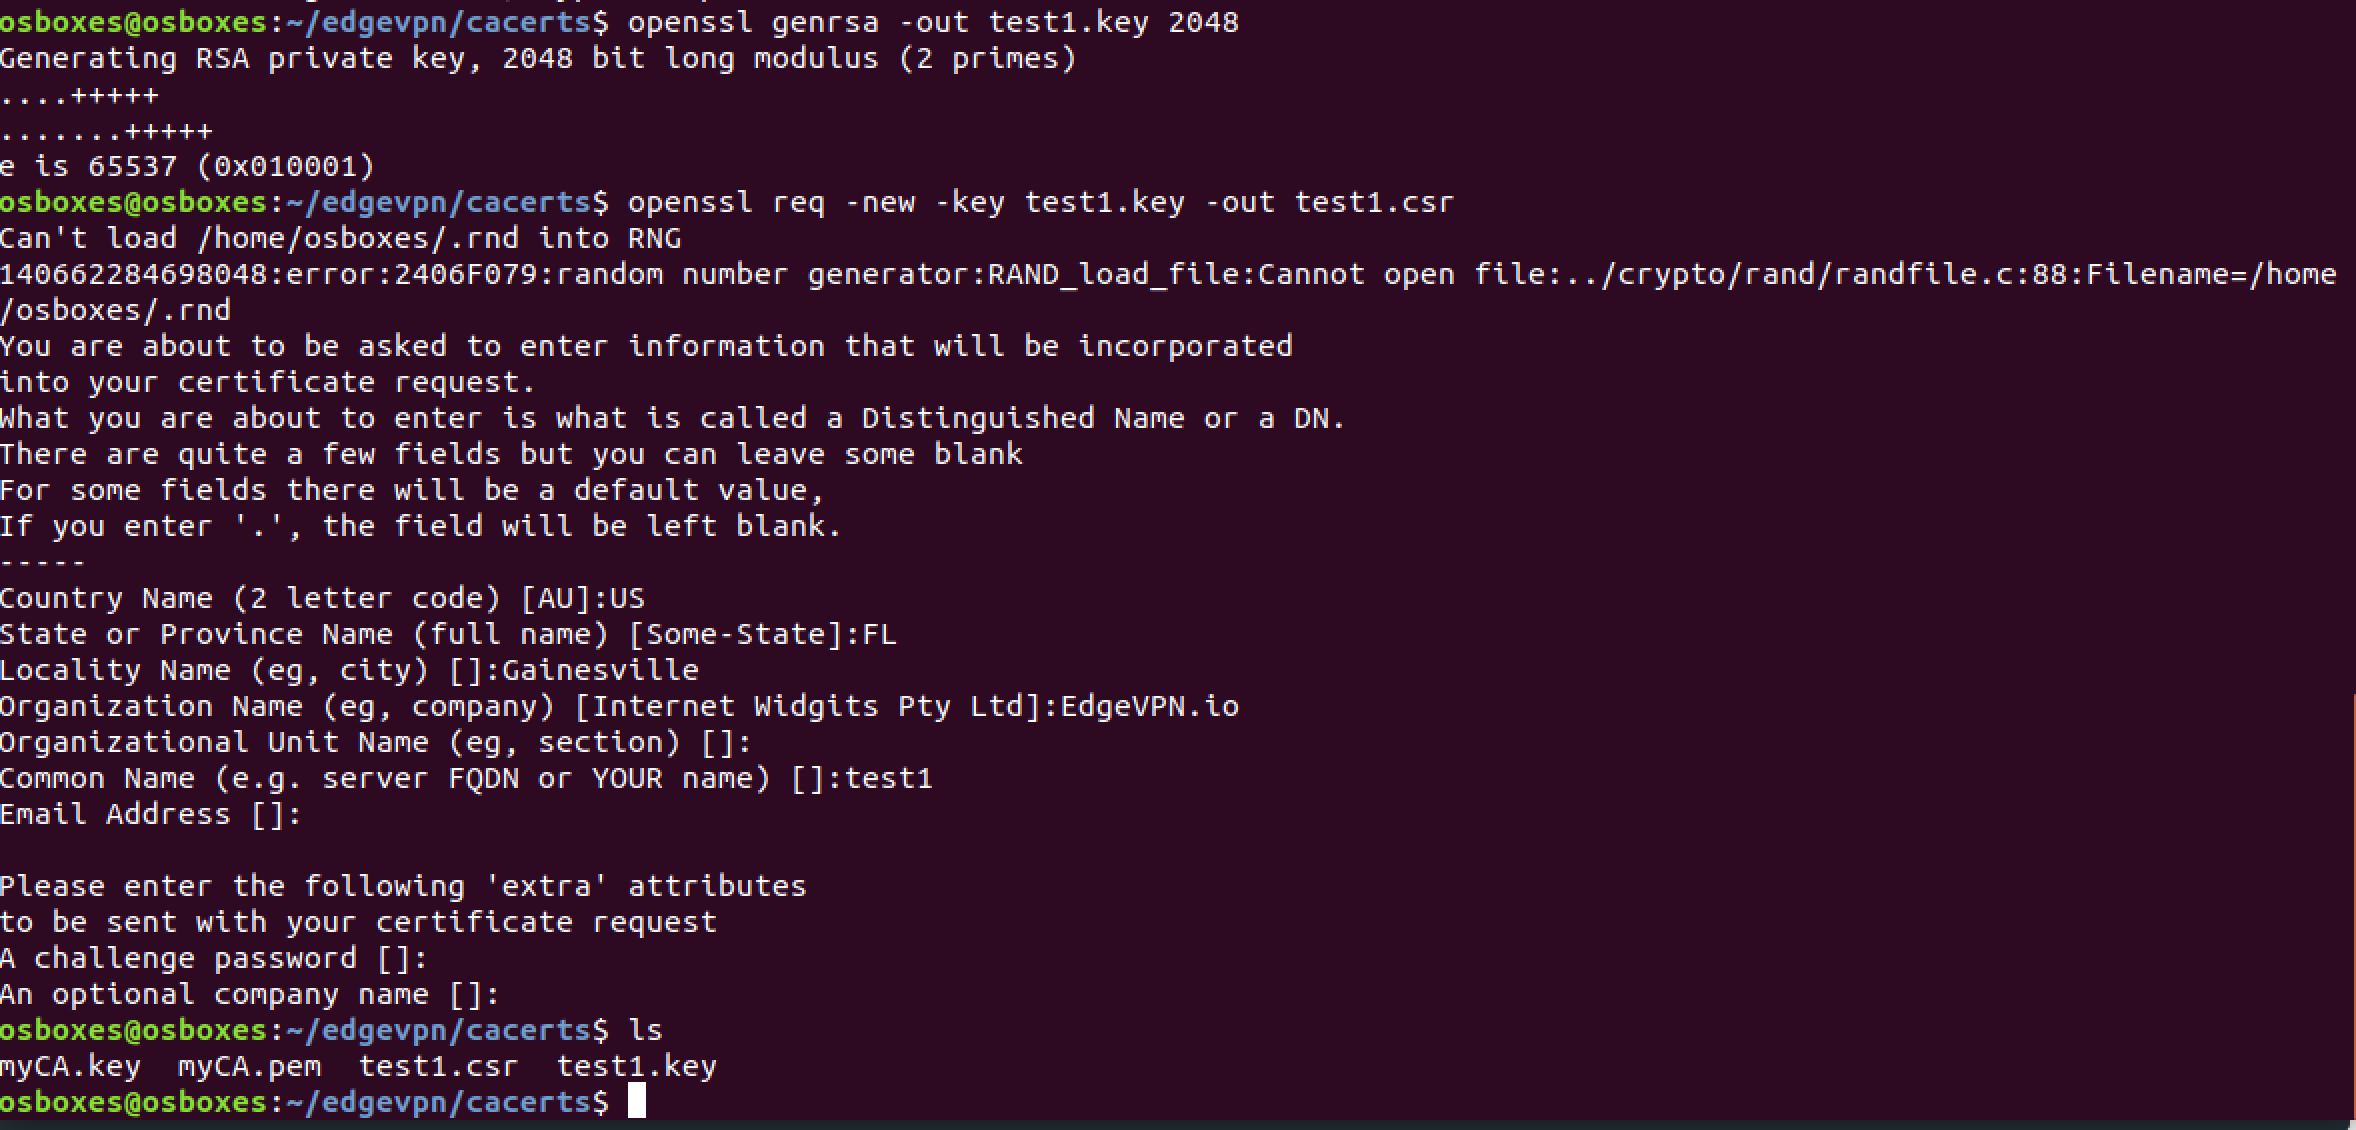 osboxes@osboxes:~/edgevpn/cacerts$ openssl genrsa -out test1.key 2048
Generating RSA private key, 2048 bit long modulus (2 primes)
....+++++
.......+++++
e is 65537 (0x010001)
osboxes@osboxes:~/edgevpn/cacerts$ openssl req -new -key test1.key -out test1.csr
Can't load /home/osboxes/.rnd into RNG
140662284698048:error:2406F079:random number generator:RAND_load_file:Cannot open file:../crypto/rand/randfile.c:88:Filename=/home
/osboxes/.rnd
You are about to be asked to enter information that will be incorporated
into your certificate request.
What you are about to enter is what is called a Distinguished Name or a DN.
There are quite a few fields but you can leave some blank
For some fields there will be a default value,
If you enter '.', the field will be left blank.
-----
Country Name (2 letter code) [AU]:US
State or Province Name (full name) [Some-State]:FL
Locality Name (eg, city) []:Gainesville
Organization Name (eg, company) [Internet Widgits Pty Ltd]:EdgeVPN.io
Organizational Unit Name (eg, section) []:
Common Name (e.g. server FQDN or YOUR name) []:test1
Email Address []:

Please enter the following 'extra' attributes
to be sent with your certificate request
A challenge password []:
An optional company name []:
osboxes@osboxes:~/edgevpn/cacerts$ ls
myCA.key  myCA.pem  test1.csr  test1.key
osboxes@osboxes:~/edgevpn/cacerts$